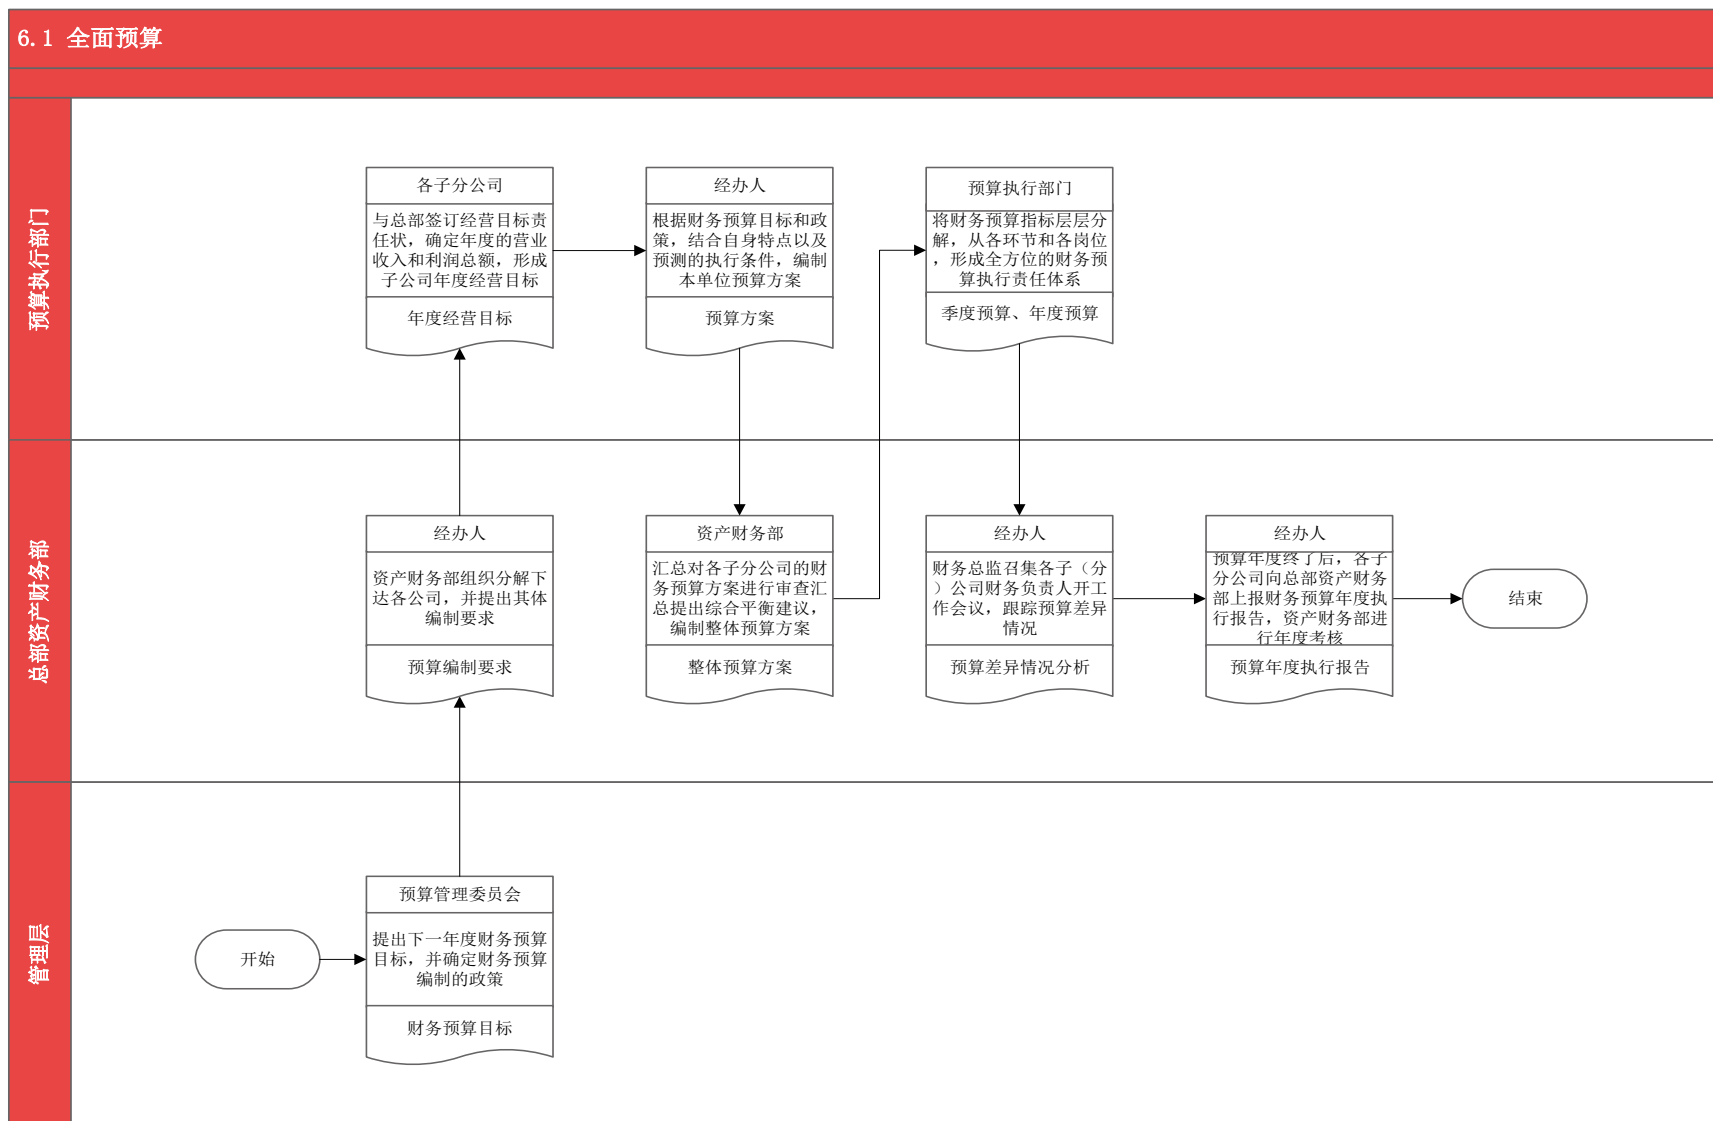 6.1 全面预算
预算执行部门
各子分公司
与总部签订经营目标责
任状，确定年度的营业
收入和利润总额，形成
子公司年度经营目标
年度经营目标
经办人
根据财务预算目标和政
策，结合自身特点以及
预测的执行条件，编制
本单位预算方案
预算方案
预算执行部门
将财务预算指标层层分
解，从各环节和各岗位
，形成全方位的财务预
算执行责任体系
季度预算、年度预算
总部资产财务部
经办人
资产财务部组织分解下
达各公司，并提出具体
编制要求
预算编制要求
资产财务部
汇总对各子分公司的财
务预算方案进行审查汇
总提出综合平衡建议，
编制整体预算方案
整体预算方案
经办人
财务总监召集各子（分
）公司财务负责人开工
作会议，跟踪预算差异
情况
预算差异情况分析
经办人
预算年度终了后，各子
分公司向总部资产财务
部上报财务预算年度执
行报告，资产财务部进
行年度考核
预算年度执行报告
结束
管理层
开始
预算管理委员会
提出下一年度财务预算
目标，并确定财务预算
编制的政策
财务预算目标